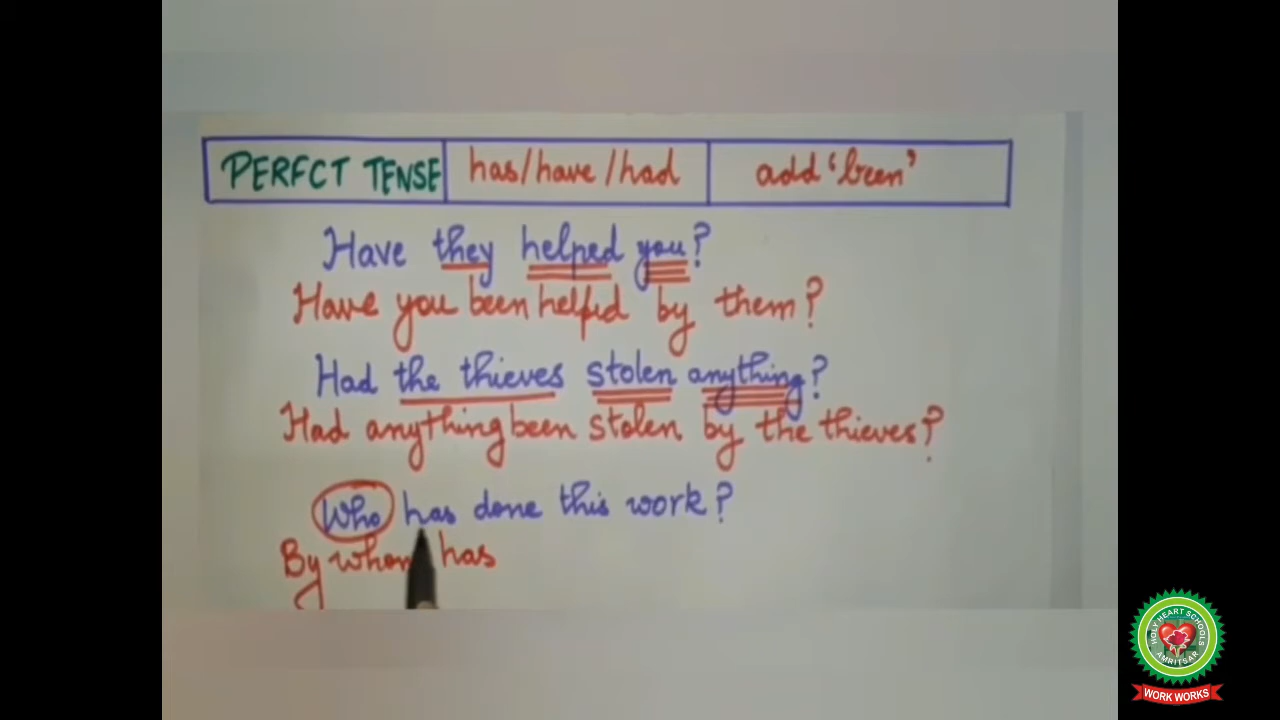 PERFCT TENSE has/have/had add 'been'
Have they helped you?
Have you been helped by them?
Had the thieves stolen anything?
Had anything been stolen by the thieves?
Who has done this work?
By whom has
HOLY HEART SCHOOLS
AMRITSAR
WORK WORKS